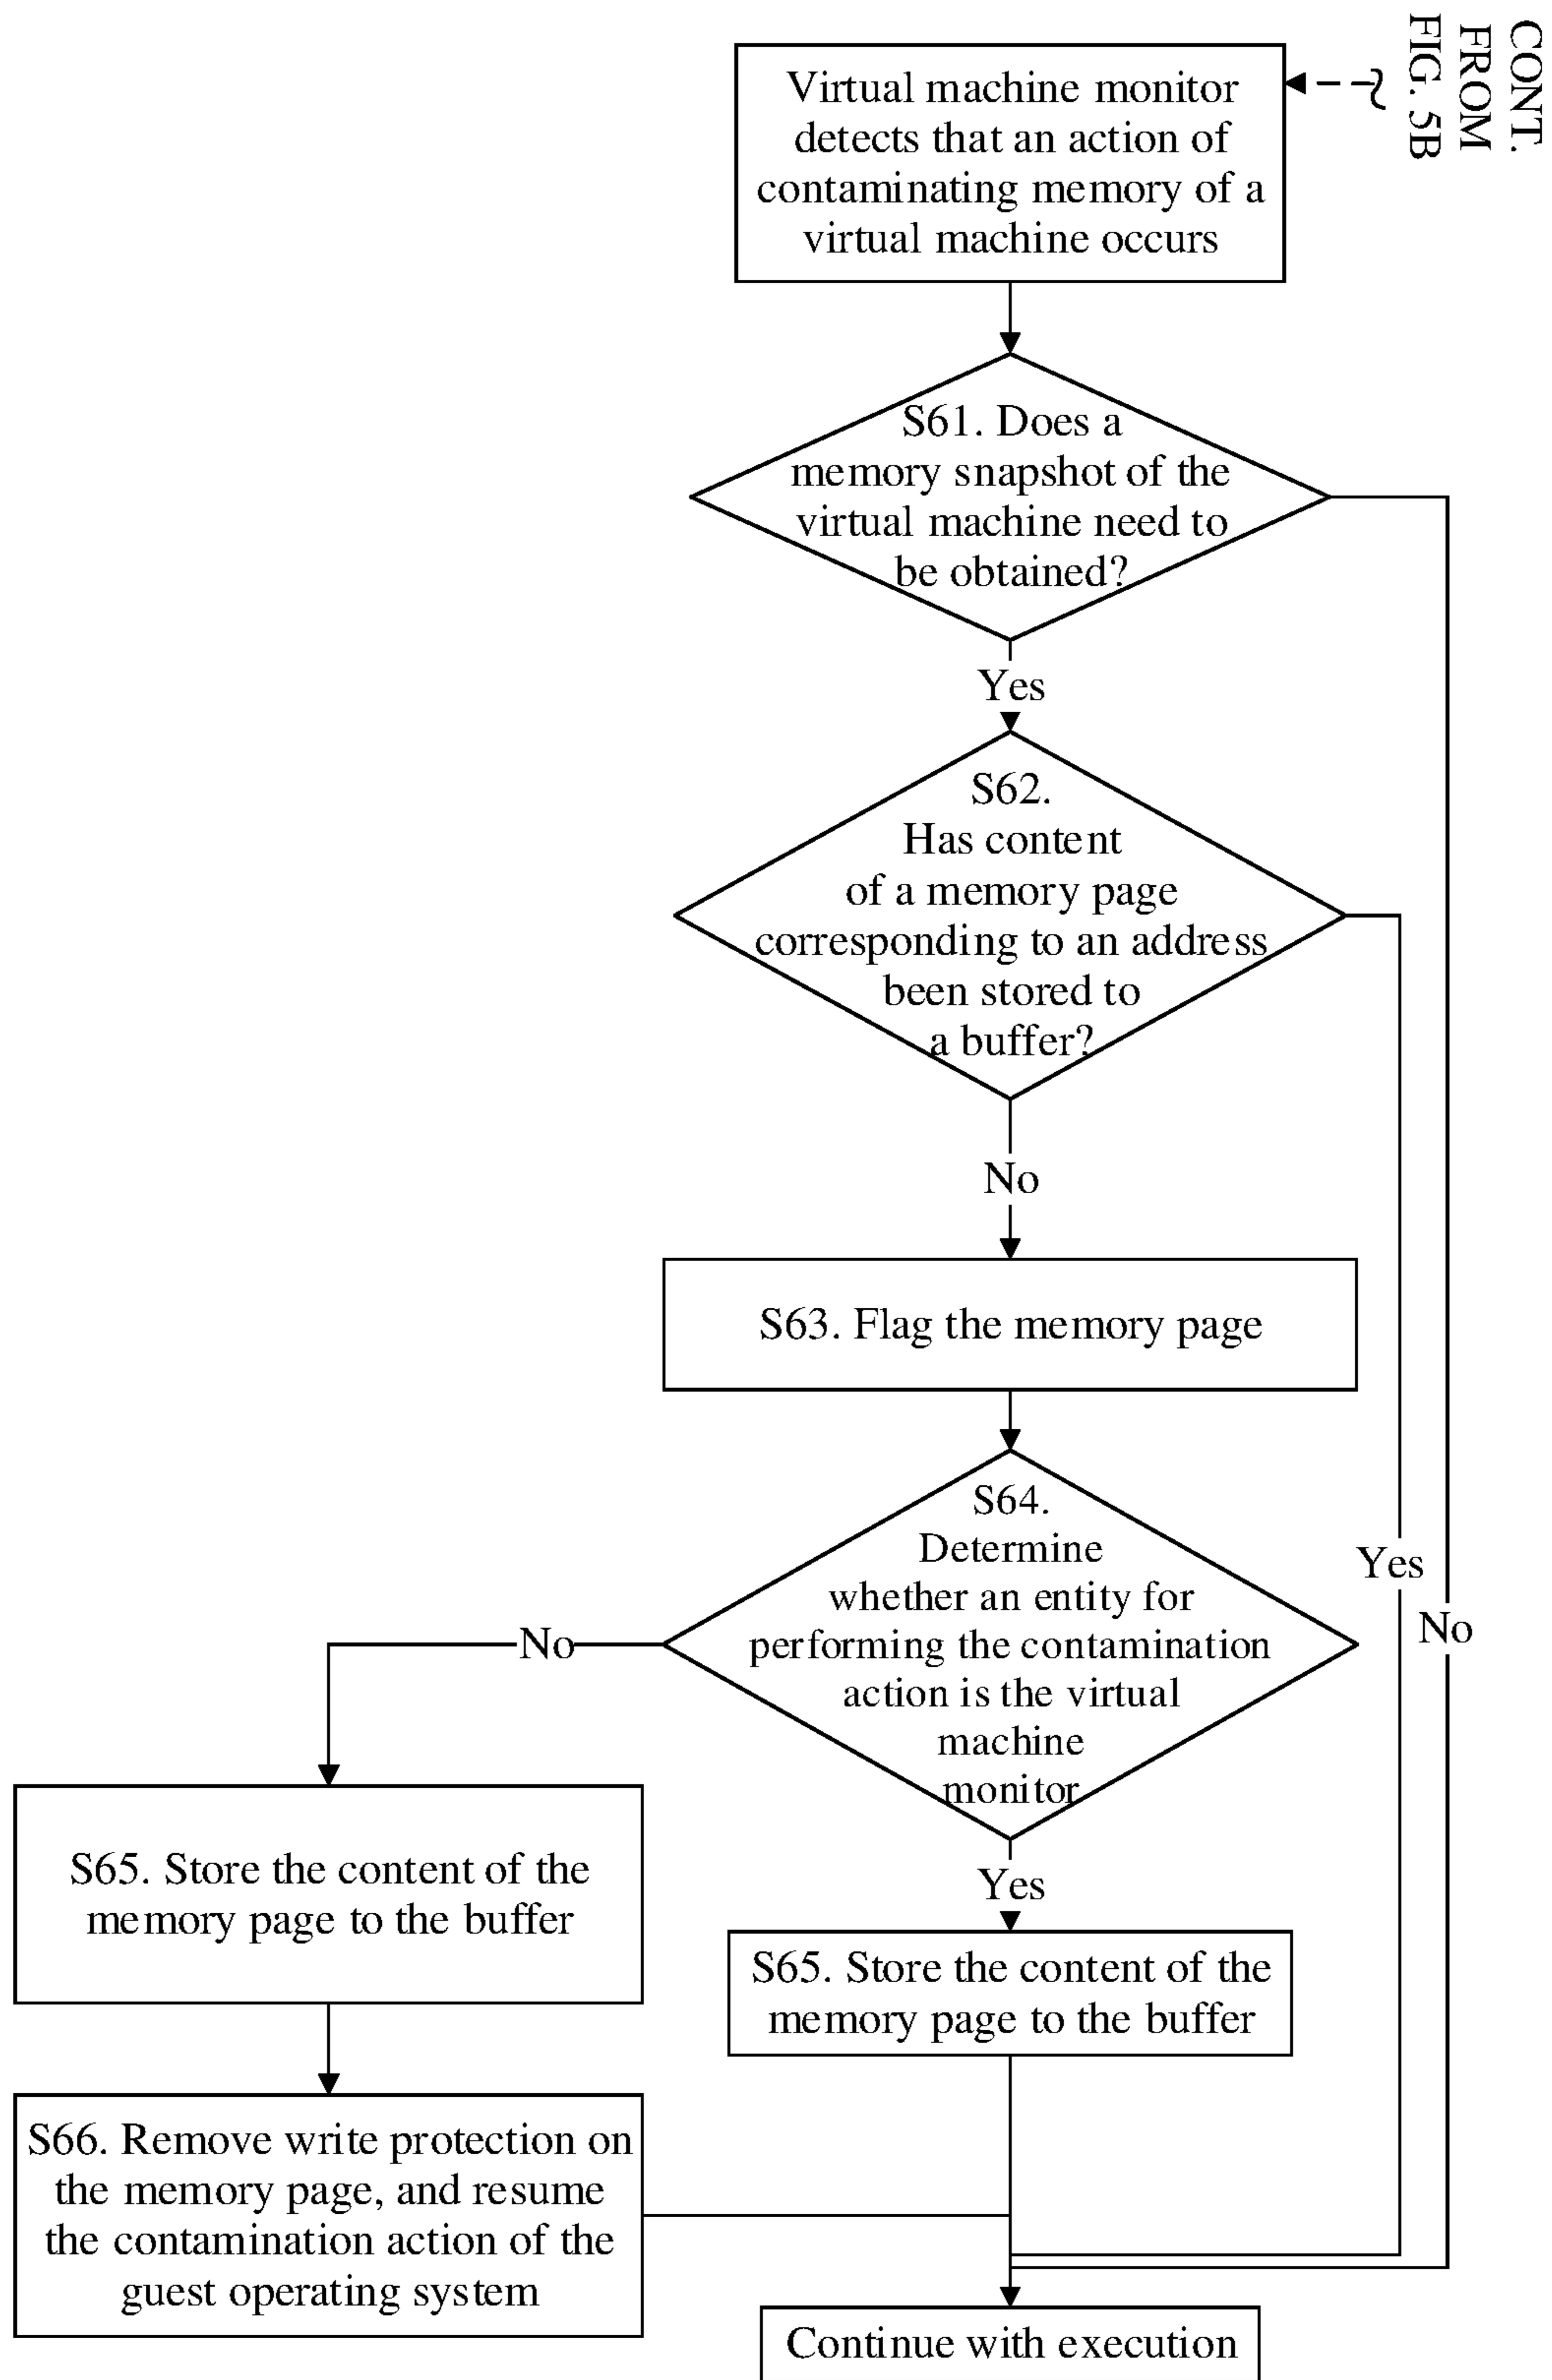 CONT.
FROM
FIG. 5B
Virtual machine monitor
detects that an action of
contaminating memory of a
virtual machine occurs
S61. Does a
memory snapshot of the
virtual machine need to
be obtained?
Yes
S62.
Has content
of a memory page
corresponding to an address
been stored to
a buffer?
No
S63. Flag the memory page
S64.
Determine
whether an entity for
performing the contamination
action is the virtual
machine
monitor
Yes
No
No
S65. Store the content of the
memory page to the buffer
Yes
S65. Store the content of the
memory page to the buffer
S66. Remove write protection on
the memory page, and resume
the contamination action of the
guest operating system
Continue with execution